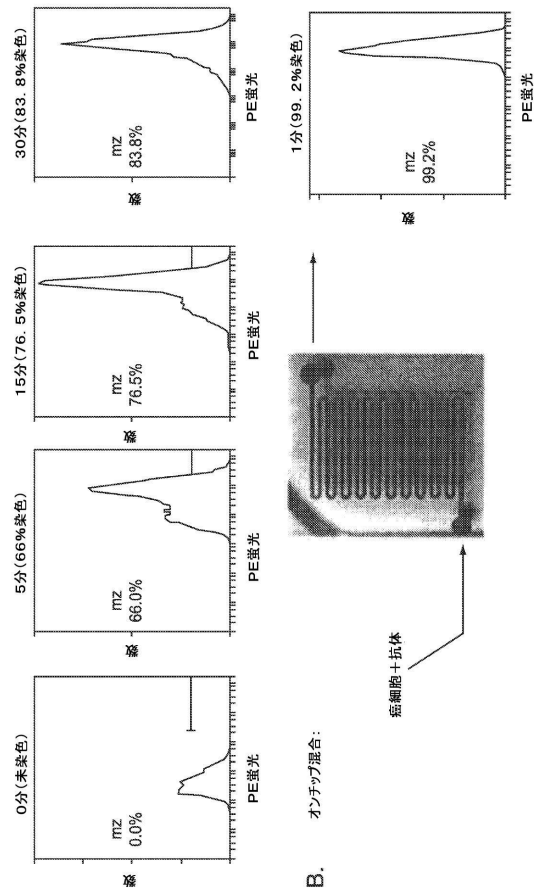 0分(未染色)
数
mz
0.0%
PE蛍光
5分(66%染色)
数
mz
66.0%
PE蛍光
15分(76. 5%染色)
数
mz
76.5%
PE蛍光
30分(83. 8%染色)
数
mz
83.8%
PE蛍光
B.
オンチップ混合:
癌細胞+抗体
1分(99. 2%染色)
数
mz
99.2%
PE蛍光